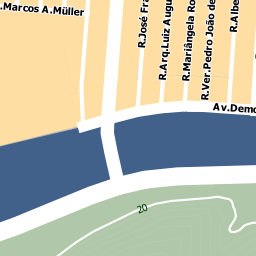 .Marcos A.Müller
R.José Fra
R.Arq.Luiz Augu
R.Mariângela Ro
R.Ver.Pedro João de
R.Albe
Av.Demo
20